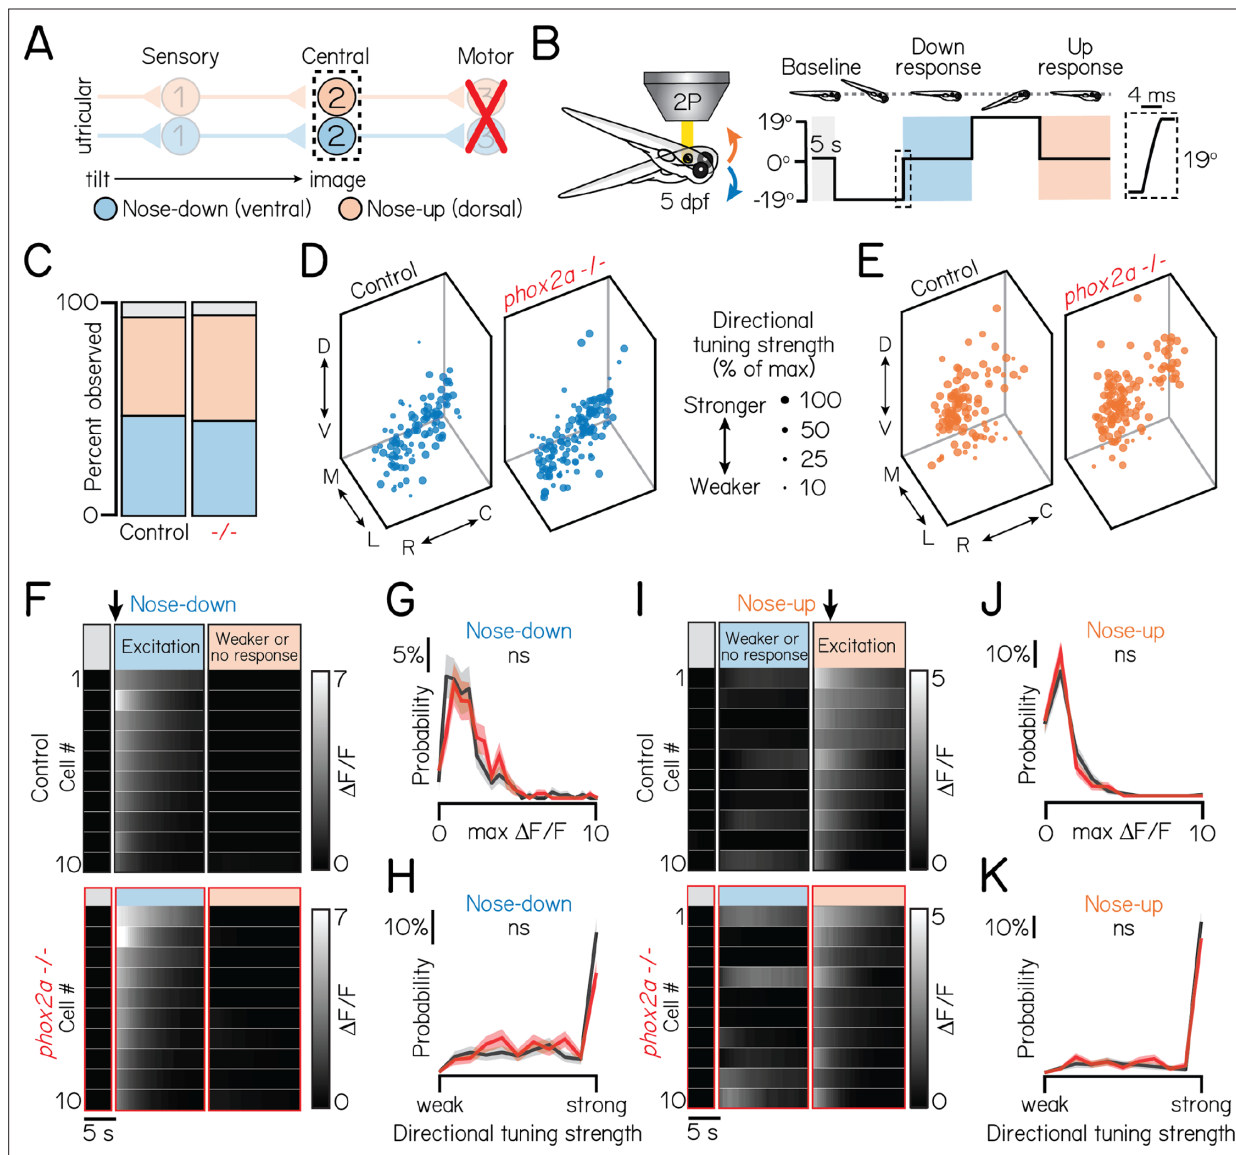 A
Sensory
Central
Motor
utricular
1
2
3
1
2
3
tilt
image
Nose-down (ventral)
Nose-up (dorsal)
B
2P
5 dpf
Baseline
Down
response
Up
response
19°
0°
-19°
5 s
4 ms
19°
C
100
Percent observed
0
Control
-/-
D
Control
phox2a -/-
D
V
M
L
R
C
Directional
tuning strength
(% of max)
Stronger
Weaker
100
50
25
10
E
Control
phox2a -/-
D
V
M
L
R
C
F
Nose-down
Excitation
Weaker or
no response
1
Control
Cell #
10
7
ΔF/F
0
1
phox2a -/-
Cell #
10
7
ΔF/F
0
5 s
G
Nose-down
ns
5%
Probability
0
max ΔF/F
10
H
Nose-down
ns
10%
Probability
weak
strong
Directional tuning strength
I
Nose-up
Weaker or
no response
Excitation
1
Control
Cell #
10
5
ΔF/F
0
1
phox2a -/-
Cell #
10
5
ΔF/F
0
5 s
J
Nose-up
ns
10%
Probability
0
max ΔF/F
10
K
Nose-up
ns
10%
Probability
weak
strong
Directional tuning strength